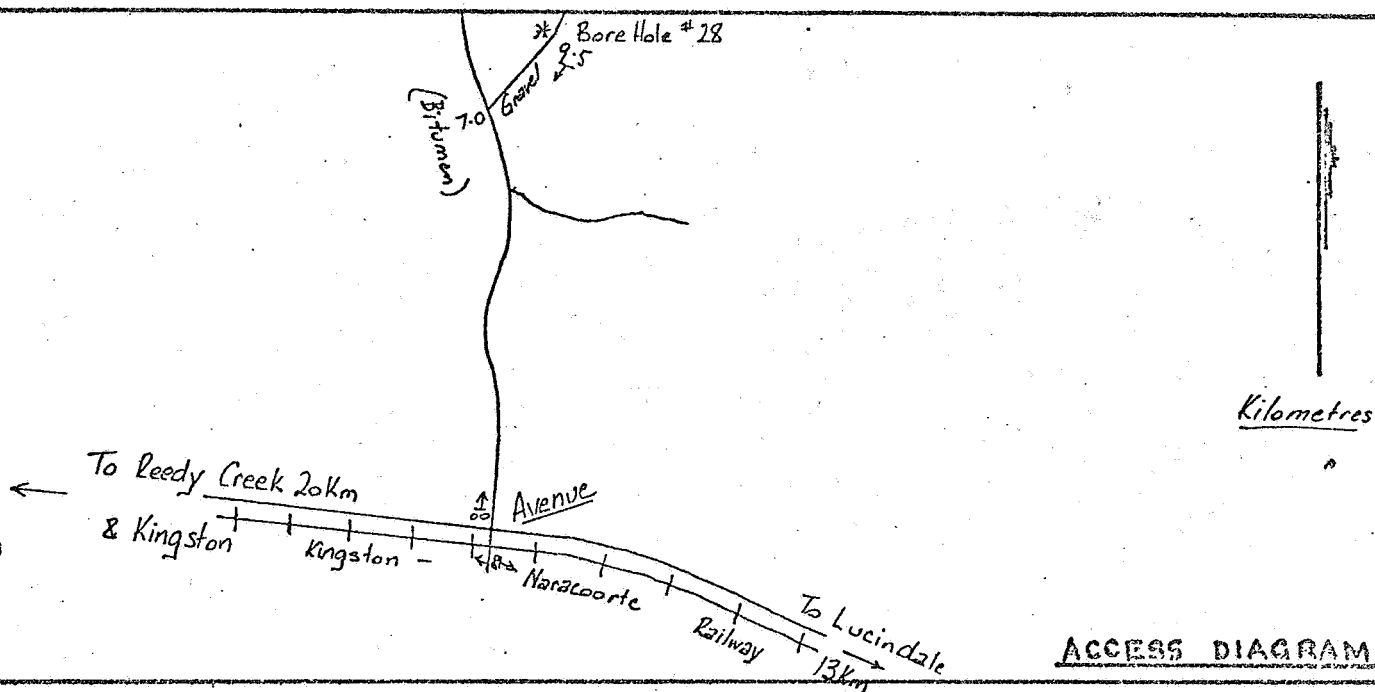 Bore Hole #28
9.5
Gravel
7.0
(Bitumen)
Kilometres
To Reedy Creek 20Km
& Kingston
Avenue
00
Kingston - Naracoorte Railway
To Lucindale
13Km
ACCESS DIAGRAM